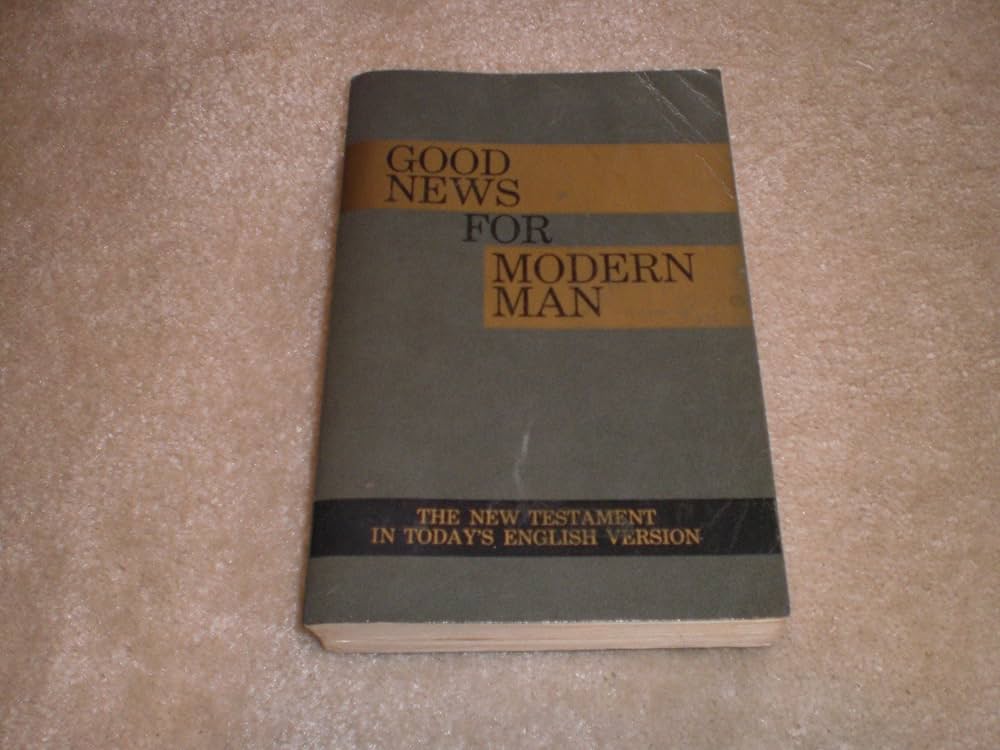 GOOD
NEWS
FOR
MODERN
MAN
THE NEW TESTAMENT
IN TODAY'S ENGLISH VERSION